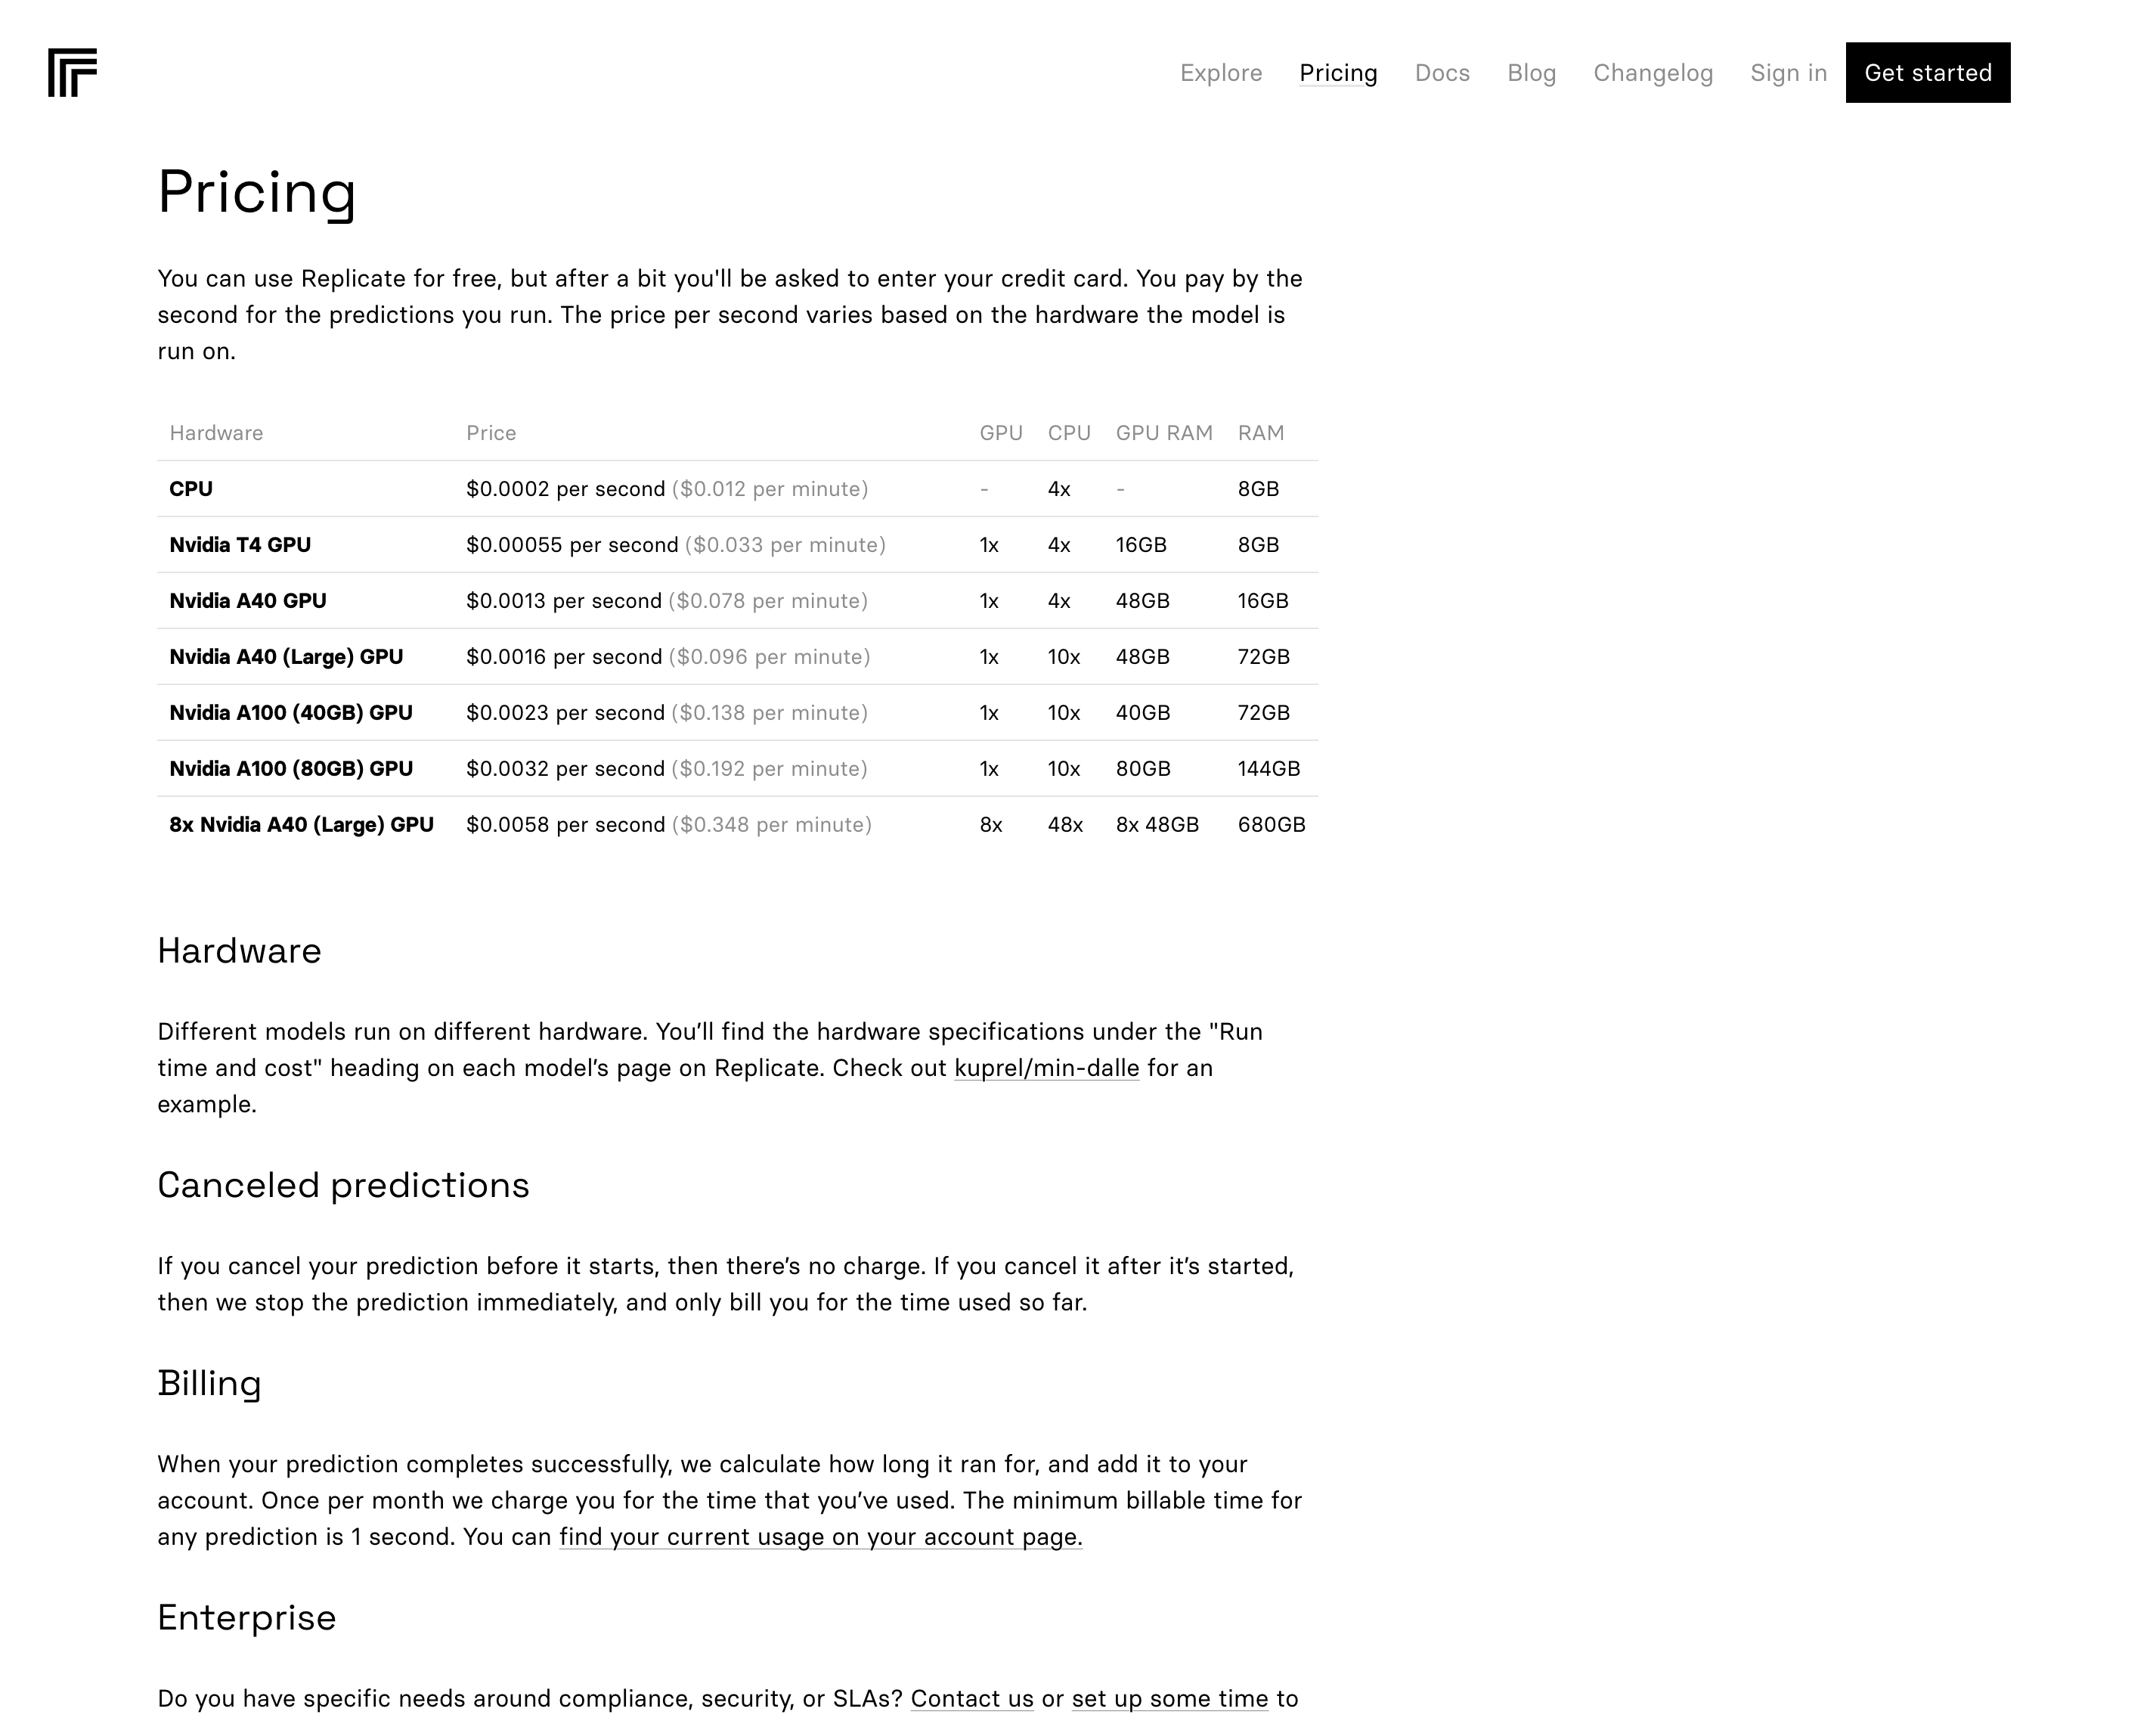 Explore Pricing Docs Blog Changelog Sign in Get started
Pricing
You can use Replicate for free, but after a bit you'll be asked to enter your credit card. You pay by the
second for the predictions you run. The price per second varies based on the hardware the model is
run on.
Hardware Price GPU CPU GPU RAM RAM
CPU $0.0002 per second ($0.012 per minute) - 4x - 8GB
Nvidia T4 GPU $0.00055 per second ($0.033 per minute) 1x 4x 16GB 8GB
Nvidia A40 GPU $0.0013 per second ($0.078 per minute) 1x 4x 48GB 16GB
Nvidia A40 (Large) GPU $0.0016 per second ($0.096 per minute) 1x 10x 48GB 72GB
Nvidia A100 (40GB) GPU $0.0023 per second ($0.138 per minute) 1x 10x 40GB 72GB
Nvidia A100 (80GB) GPU $0.0032 per second ($0.192 per minute) 1x 10x 80GB 144GB
8x Nvidia A40 (Large) GPU $0.0058 per second ($0.348 per minute) 8x 48x 8x 48GB 680GB
Hardware
Different models run on different hardware. You’ll find the hardware specifications under the "Run
time and cost" heading on each model’s page on Replicate. Check out kuprel/min-dalle for an
example.
Canceled predictions
If you cancel your prediction before it starts, then there’s no charge. If you cancel it after it’s started,
then we stop the prediction immediately, and only bill you for the time used so far.
Billing
When your prediction completes successfully, we calculate how long it ran for, and add it to your
account. Once per month we charge you for the time that you’ve used. The minimum billable time for
any prediction is 1 second. You can find your current usage on your account page.
Enterprise
Do you have specific needs around compliance, security, or SLAs? Contact us or set up some time to